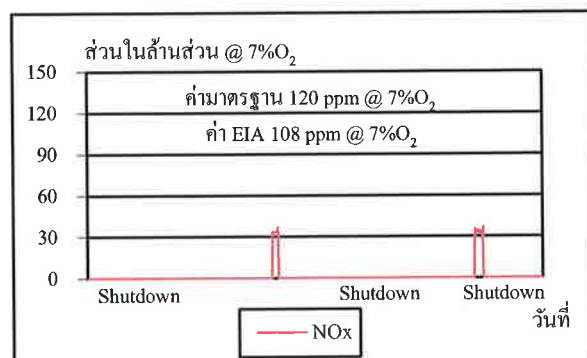 ส่วนในล้านส่วน @ 7%O₂
150
ค่ามาตรฐาน 120 ppm @ 7%O₂
120
ค่า EIA 108 ppm @ 7%O₂
90
60
30
0
Shutdown Shutdown Shutdown
วันที่
NOx